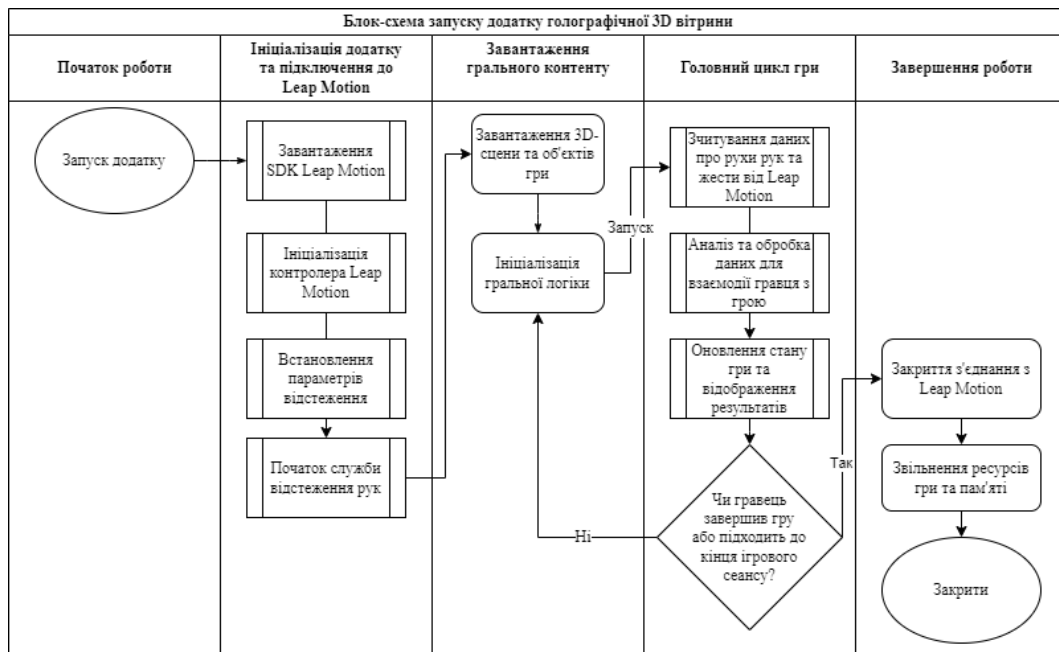 Блок-схема запуску додатку голографічної 3D вітрини
Початок роботи
Ініціалізація додатку
та підключення до
Leap Motion
Завантаження
грального контенту
Головний цикл гри
Завершення роботи
Запуск додатку
Завантаження
SDK Leap Motion
Ініціалізація
контролера Leap
Motion
Встановлення
параметрів
відстеження
Початок служби
відстеження рук
Завантаження 3D-
сцени та об'єктів
гри
Ініціалізація
гральної логіки
Запуск
Зчитування даних
про рухи рук та
жести від Leap
Motion
Аналіз та обробка
даних для
взаємодії гравця з
грою
Оновлення стану
гри та
відображення
результатів
Чи гравець
завершив гру
або підходить до
кінця ігрового
сеансу?
Ні
Так
Закриття з'єднання з
Leap Motion
Звільнення ресурсів
гри та пам'яті
Закрити